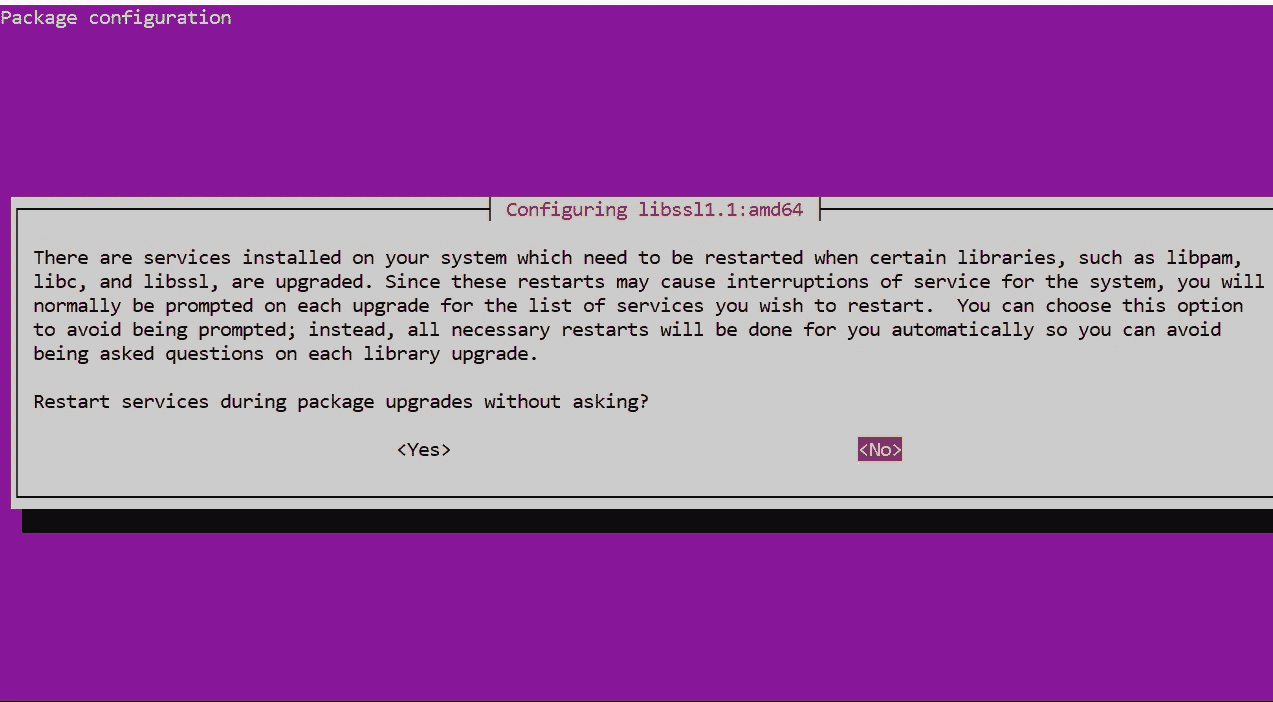 Package configuration
Configuring libssl1.1:amd64
There are services installed on your system which need to be restarted when certain libraries, such as libpam,
libc, and libssl, are upgraded. Since these restarts may cause interruptions of service for the system, you will
normally be prompted on each upgrade for the list of services you wish to restart.  You can choose this option
to avoid being prompted; instead, all necessary restarts will be done for you automatically so you can avoid
being asked questions on each library upgrade.
Restart services during package upgrades without asking?
<Yes> <No>